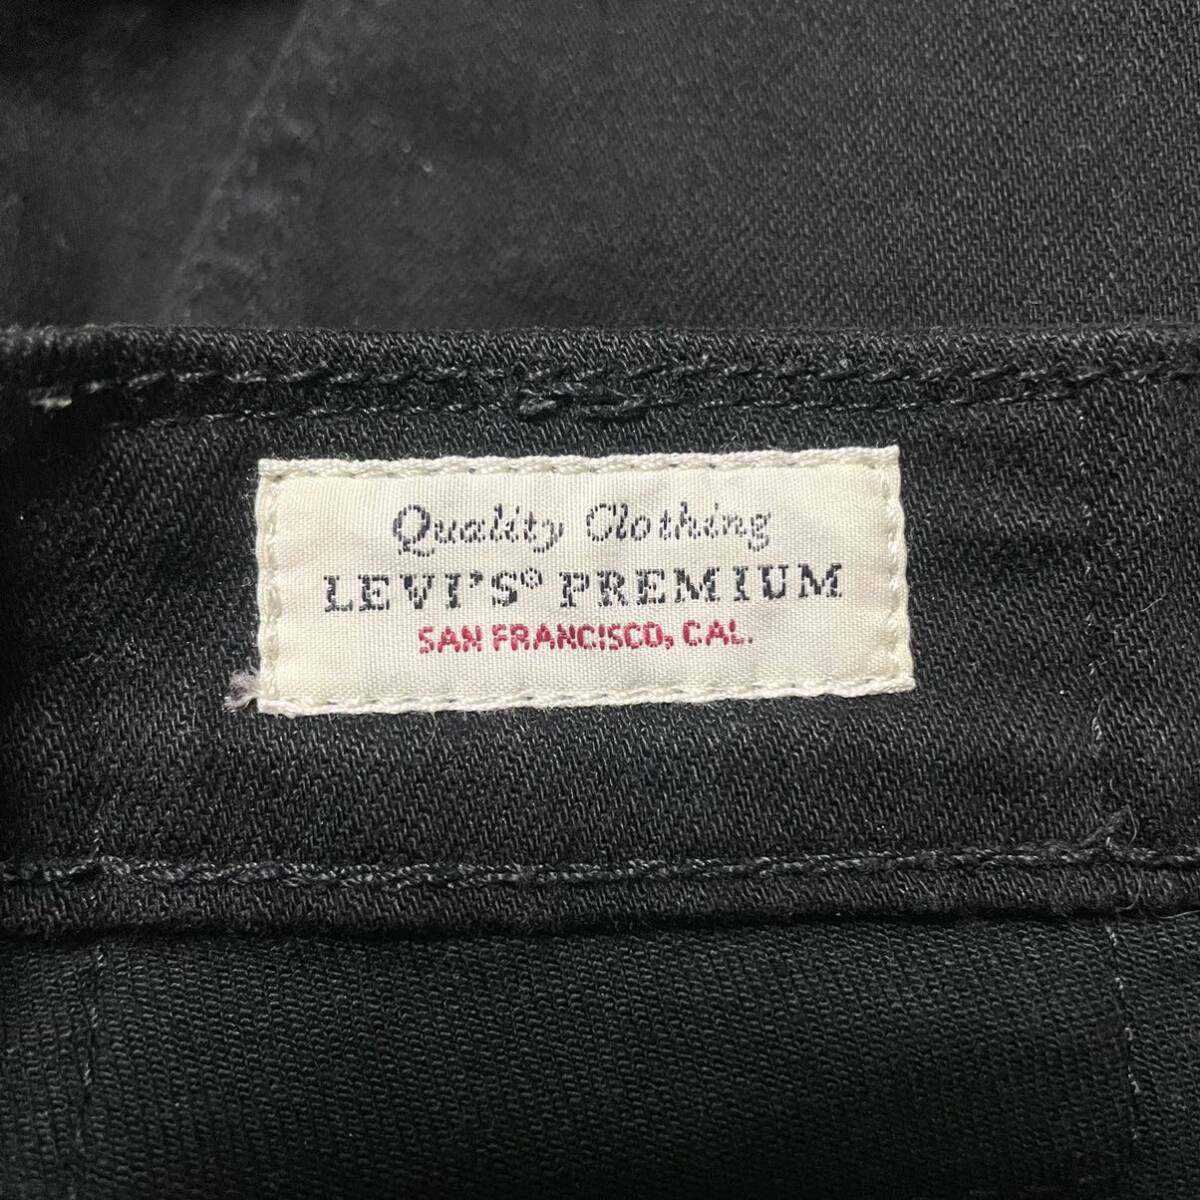 Quality Clothing
LEVI'S® PREMIUM
SAN FRANCISCO, CAL.